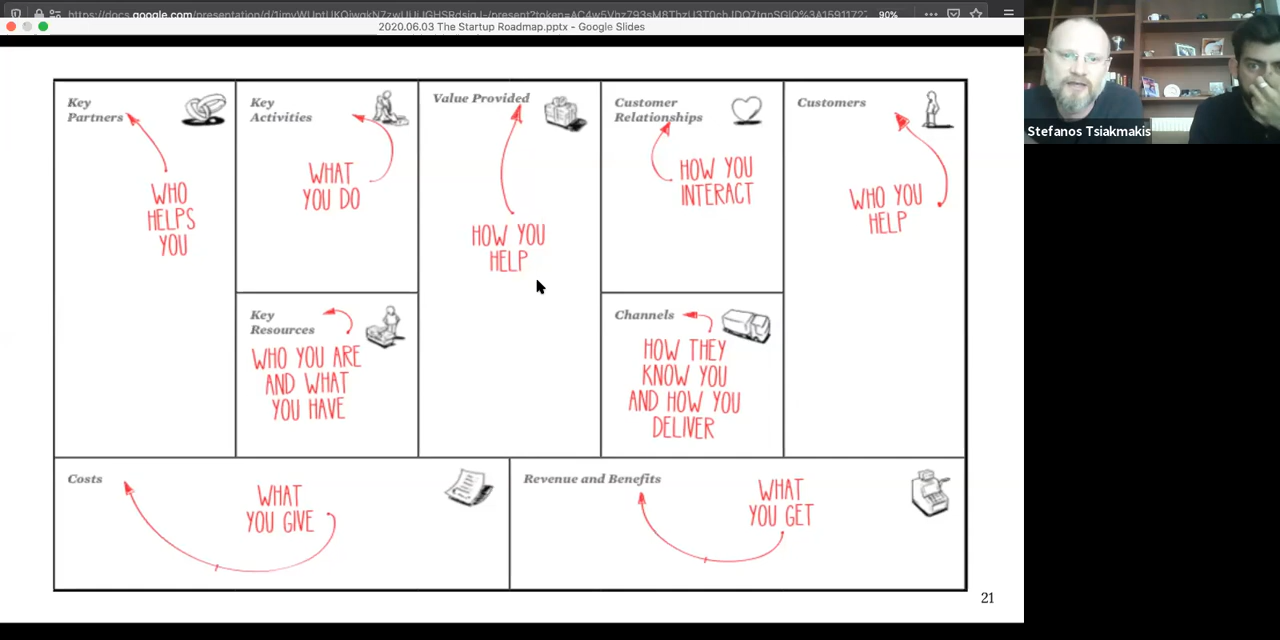 90%
2020.06.03 The Startup Roadmap.pptx - Google Slides
Key
Partners
WHO
HELPS
YOU
Key
Activities
WHAT
YOU DO
Key
Resources
WHO YOU ARE
AND WHAT
YOU HAVE
Value Provided
HOW YOU
HELP
Customer
Relationships
HOW YOU
INTERACT
Channels
HOW THEY
KNOW YOU
AND HOW YOU
DELIVER
Customers
WHO YOU
HELP
Costs
WHAT
YOU GIVE
Revenue and Benefits
WHAT
YOU GET
21
Stefanos Tsiakmakis